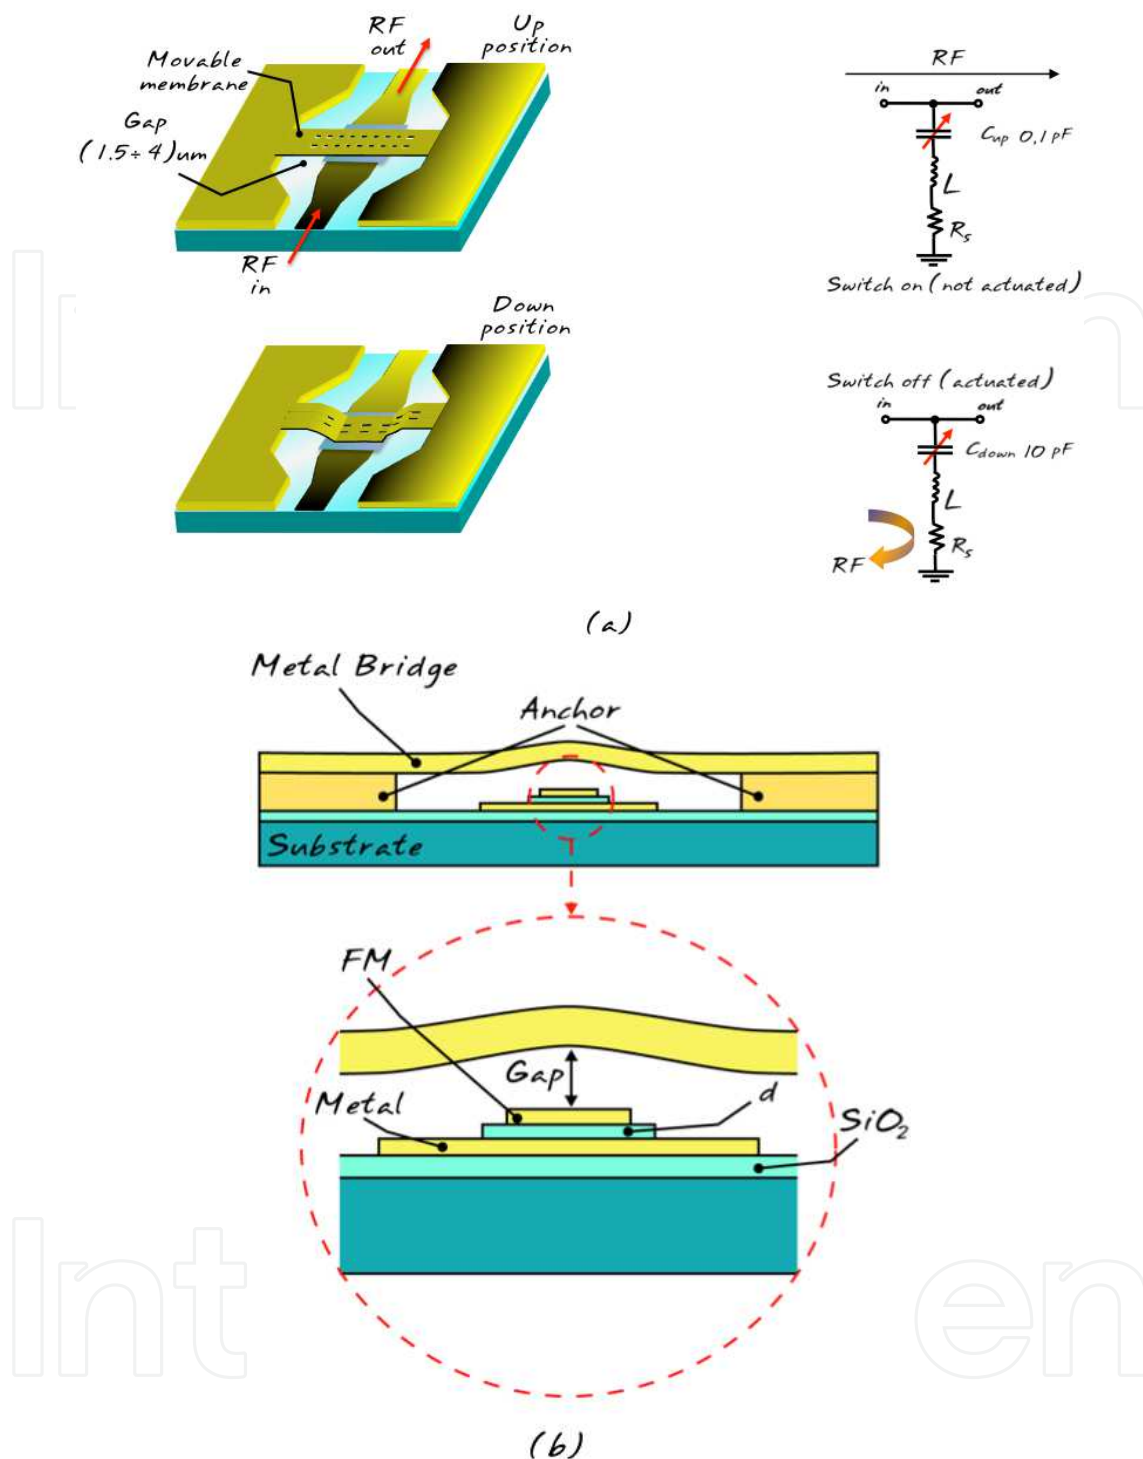 RF
out
Up
position
Movable
membrane
Gap
(1.5÷4)um
RF
in
RF
in
out
Cup 0,1 pF
L
Rs
Switch on (not actuated)
Down
position
Switch off (actuated)
in
out
Cdown 10 pF
L
Rs
RF
(a)
Metal Bridge
Anchor
Substrate
FM
Gap
d
Metal
SiO2
Int
en
(b)